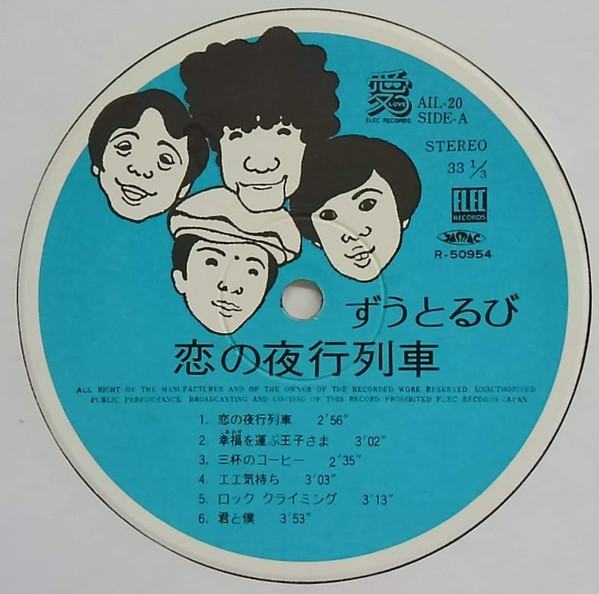 愛
LOVE
ELEC RECORDS
AIL-20
SIDE-A
STEREO
33 1/3
ELEC
RECORDS
JASRAC
R-50954
ずうとるび
恋の夜行列車
ALL RIGHT OF THE MANUFACTURER AND OF THE OWNER OF THE RECORDED WORK RESERVED. UNAUTHORIZED
PUBLIC PERFORMANCE. BROADCASTING AND COPYING OF THIS RECORD PROHIBITED ELEC RECORDS JAPAN
1. 恋の夜行列車 2′56″
2 幸福を運ぶ王子さま 3′02″
3. 三杯のコーヒー 2′35″
4. エエ気持ち 3′03″
5. ロック クライミング 3′13″
6. 君と僕 3′53″